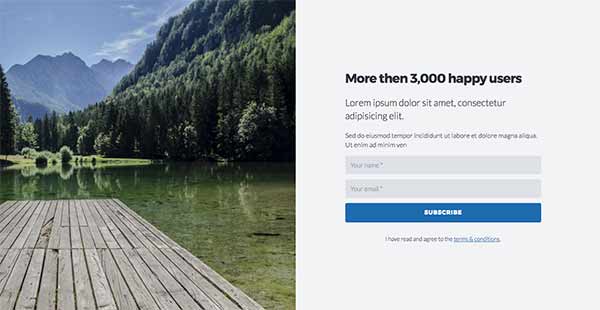 More then 3,000 happy users
Lorem ipsum dolor sit amet, consectetur
adipisicing elit.
Sed do eiusmod tempor incididunt ut labore et dolore magna aliqua.
Ut enim ad minim ven
Your name *
Your email *
SUBSCRIBE
I have read and agree to the terms & conditions.